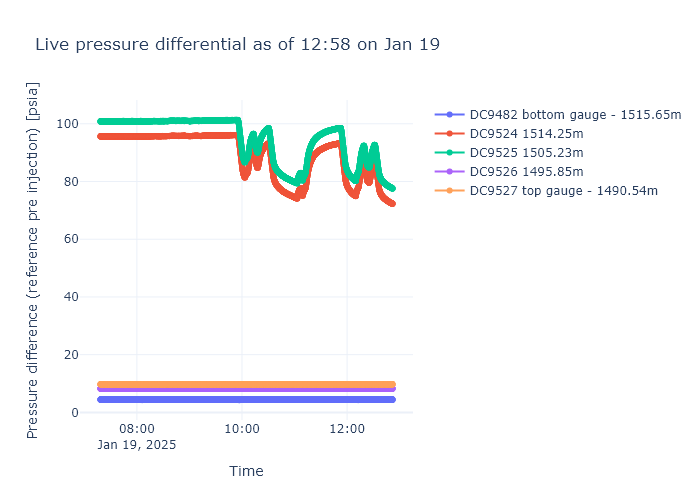 Live pressure differential as of 12:58 on Jan 19
Pressure difference (reference pre injection) [psia]
100
80
60
40
20
0
08:00
10:00
12:00
Jan 19, 2025
Time
DC9482 bottom gauge - 1515.65m
DC9524 1514.25m
DC9525 1505.23m
DC9526 1495.85m
DC9527 top gauge - 1490.54m